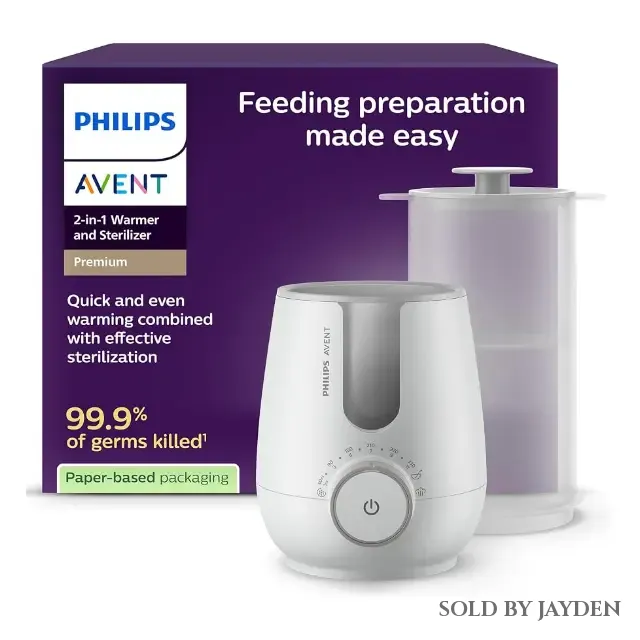 Feeding preparation
made easy
PHILIPS
AVENT
2-in-1 Warmer
and Sterilizer
Premium
Quick and even
warming combined
with effective
sterilization
99.9%
of germs killed¹
Paper-based packaging
PHILIPS AVENT
SOLD BY JAYDEN